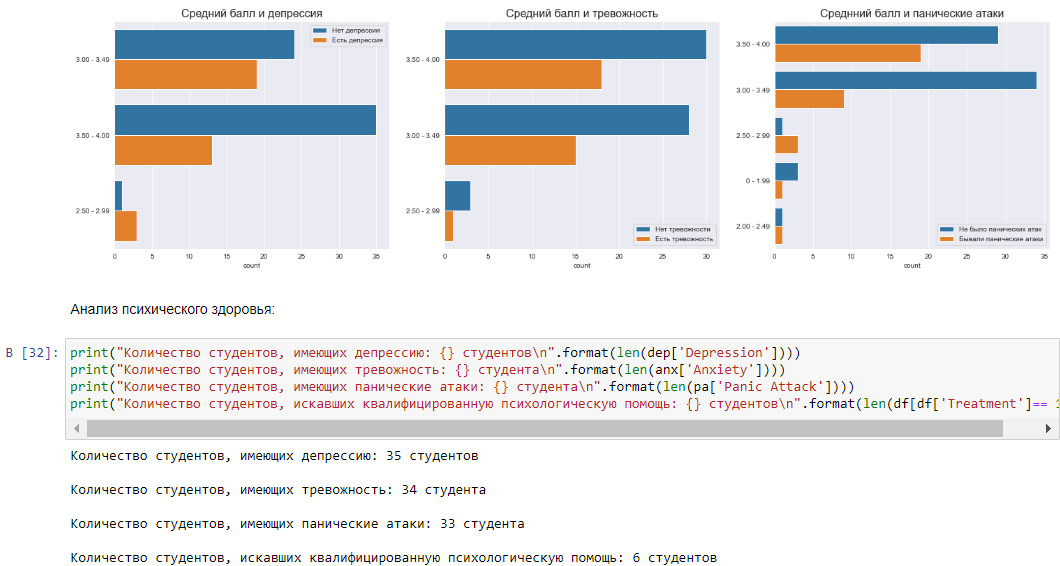 Средний балл и депрессия
Нет депрессии
Есть депрессия
3.00 - 3.49
3.50 - 4.00
2.50 - 2.99
0 5 10 15 20 25 30 35
count
Средний балл и тревожность
3.50 - 4.00
3.00 - 3.49
2.50 - 2.99
Нет тревожности
Есть тревожность
0 5 10 15 20 25 30
count
Среднний балл и панические атаки
3.50 - 4.00
3.00 - 3.49
2.50 - 2.99
0 - 1.99
2.00 - 2.49
Не было панических атак
Бывали панические атаки
0 5 10 15 20 25 30 35
count
Анализ психического здоровья:
В [32]:
print("Количество студентов, имеющих депрессию: {} студентов\n".format(len(dep['Depression'])))
print("Количество студентов, имеющих тревожность: {} студента\n".format(len(anx['Anxiety'])))
print("Количество студентов, имеющих панические атаки: {} студента\n".format(len(pa['Panic Attack'])))
print("Количество студентов, искавших квалифицированную психологическую помощь: {} студентов\n".format(len(df[df['Treatment']==
Количество студентов, имеющих депрессию: 35 студентов
Количество студентов, имеющих тревожность: 34 студента
Количество студентов, имеющих панические атаки: 33 студента
Количество студентов, искавших квалифицированную психологическую помощь: 6 студентов